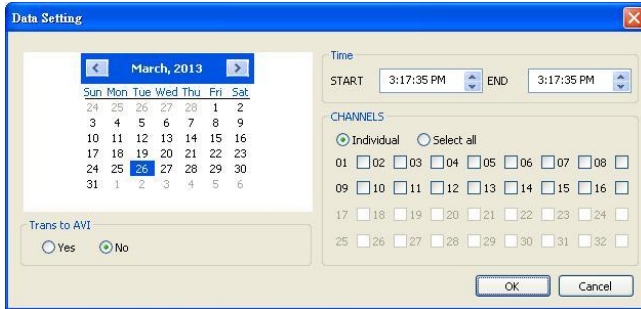 Data Setting
March, 2013
Sun Mon Tue Wed Thu Fri Sat
24 25 26 27 28 1 2
3 4 5 6 7 8 9
10 11 12 13 14 15 16
17 18 19 20 21 22 23
24 25 26 27 28 29 30
31 1 2 3 4 5 6
Trans to AVI
Yes No
Time
START 3:17:35 PM END 3:17:35 PM
CHANNELS
Individual Select all
01 02 03 04 05 06 07 08
09 10 11 12 13 14 15 16
17 18 19 20 21 22 23 24
25 26 27 28 29 30 31 32
OK Cancel